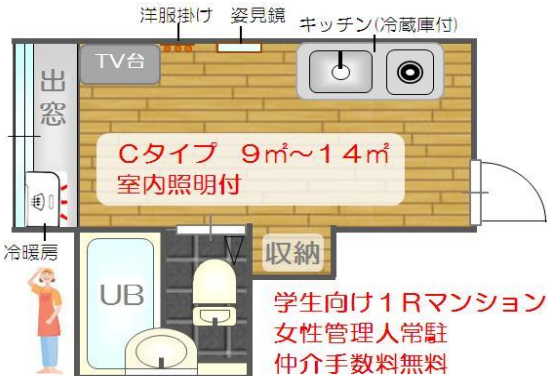 洋服掛け 姿見鏡 キッチン(冷蔵庫付)
TV台
出窓
Cタイプ 9㎡～14㎡
室内照明付
冷暖房
収納
UB
学生向け1Rマンション
女性管理人常駐
仲介手数料無料